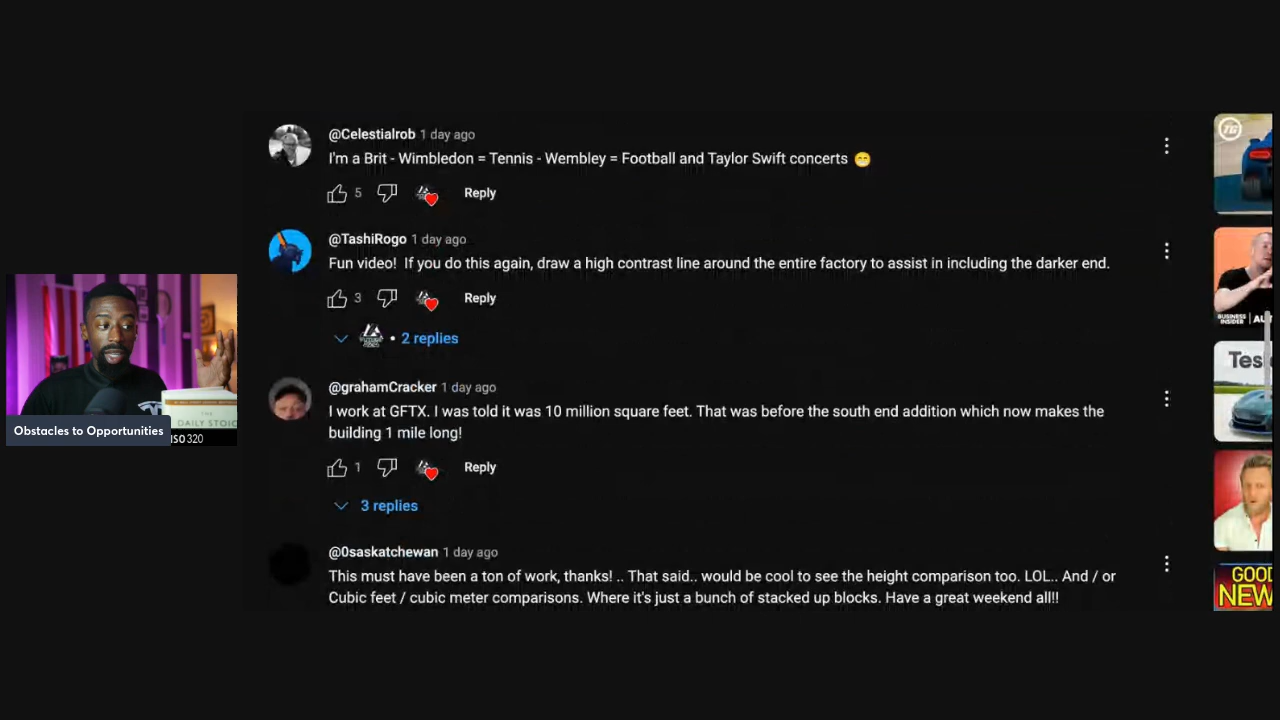 @Celestialrob 1 day ago
I'm a Brit - Wimbledon = Tennis - Wembley = Football and Taylor Swift concerts 😁
5 Reply
@TashiRogo 1 day ago
Fun video! If you do this again, draw a high contrast line around the entire factory to assist in including the darker end.
3 Reply
• 2 replies
@grahamCracker 1 day ago
I work at GFTX. I was told it was 10 million square feet. That was before the south end addition which now makes the
building 1 mile long!
1 Reply
3 replies
@0saskatchewan 1 day ago
This must have been a ton of work, thanks! .. That said.. would be cool to see the height comparison too. LOL.. And / or
Cubic feet / cubic meter comparisons. Where it's just a bunch of stacked up blocks. Have a great weekend all!!
THE
DAILY STOIC
Obstacles to Opportunities
ISO 320
TG
BUSINESS
INSIDER
Tes
GOOD
NEW